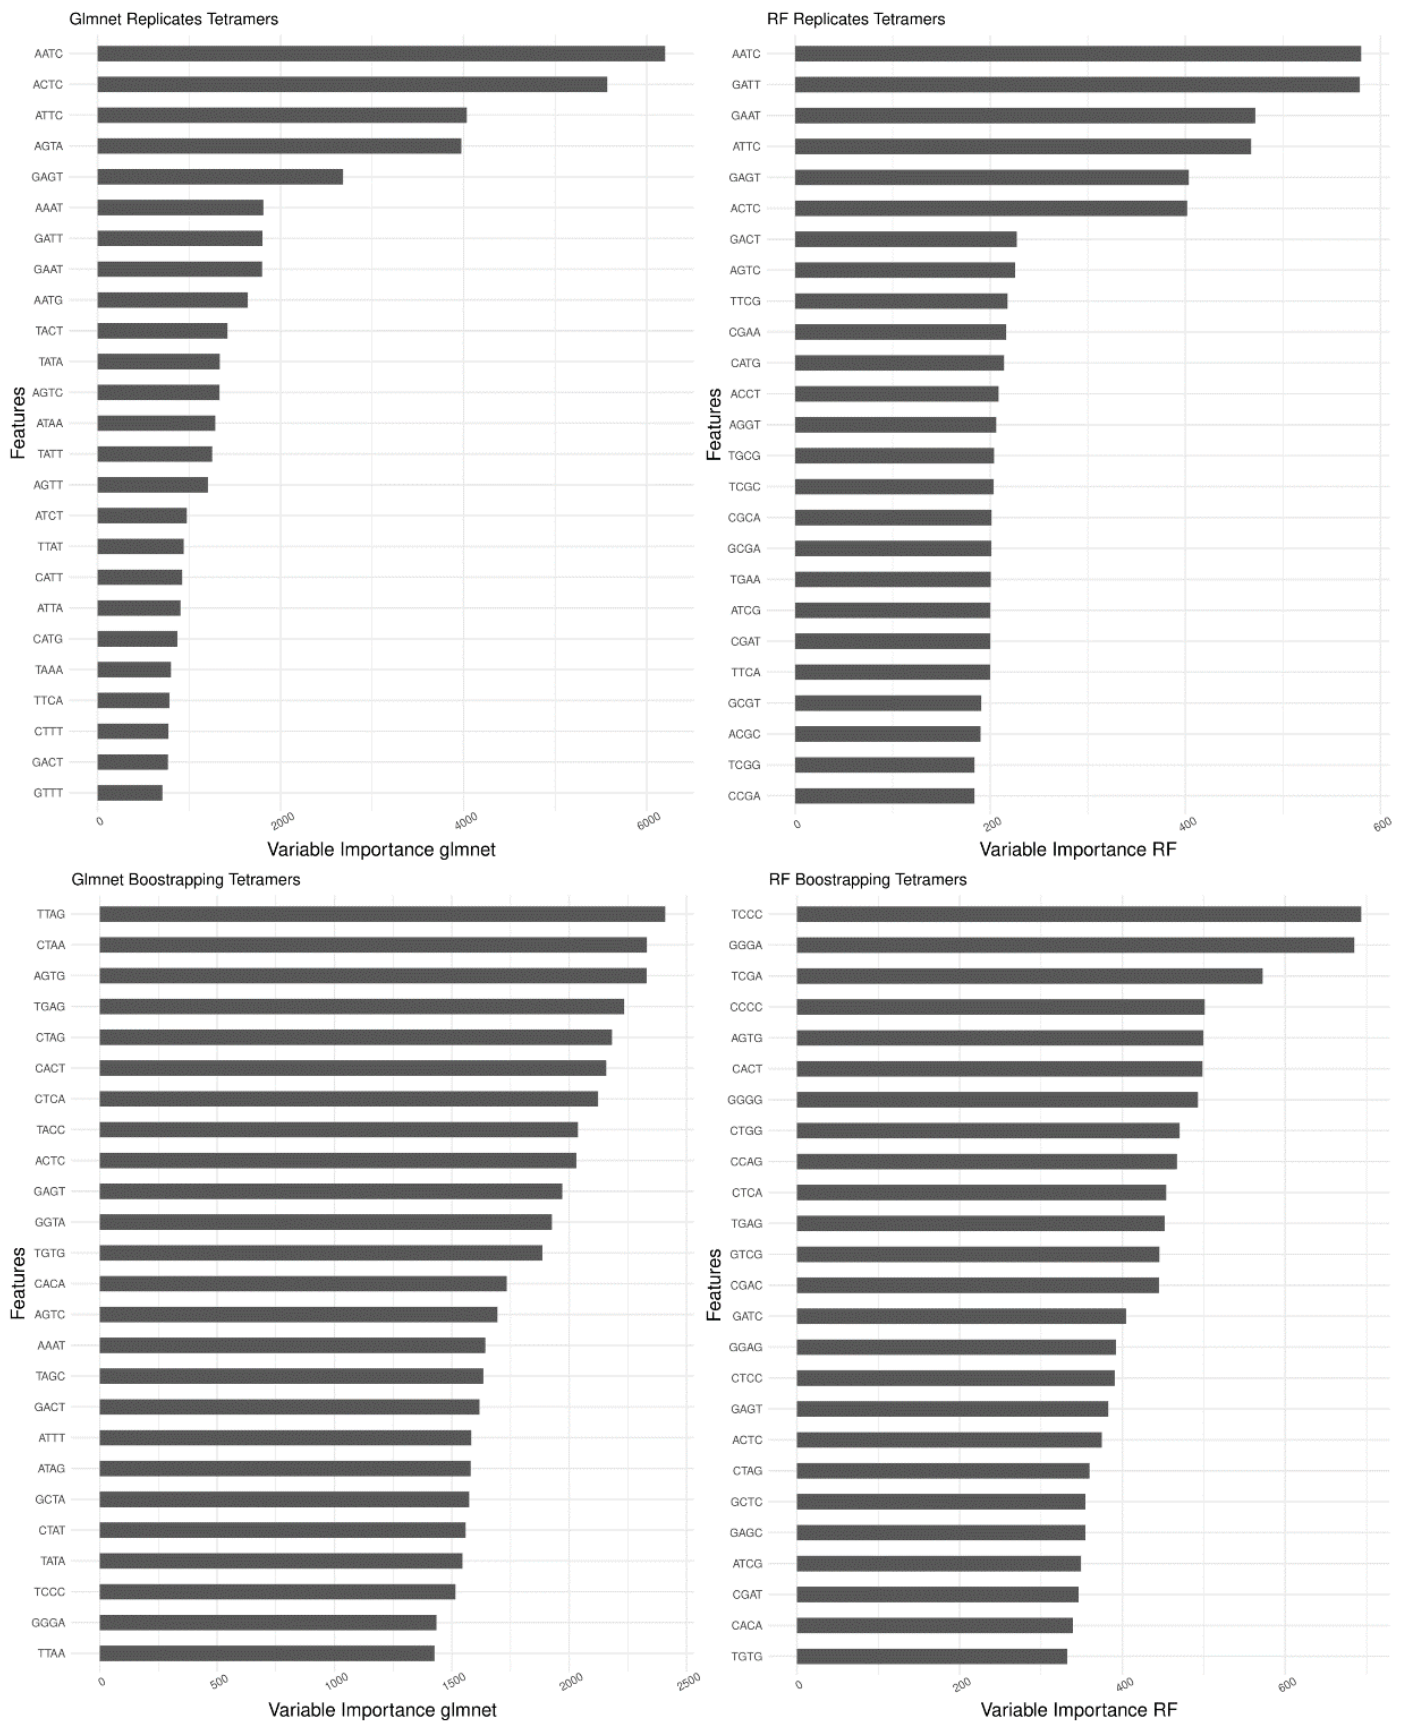 Glmnet Replicates Tetramers
AATC
ACTC
ATTC
AGTA
GAGT
AAAT
GATT
GAAT
AATG
TACT
TATA
AGTC
ATAA
TATT
AGTT
ATCT
TTAT
CATT
ATTA
CATG
TAAA
TTCA
CTTT
GACT
GTTT
Features
0 2000 4000 6000
Variable Importance glmnet
RF Replicates Tetramers
AATC
GATT
GAAT
ATTC
GAGT
ACTC
GACT
AGTC
TTCG
CGAA
CATG
ACCT
AGGT
TGCG
TCGC
CGCA
GCGA
TGAA
ATCG
CGAT
TTCA
GCGT
ACGC
TCGG
CCGA
Features
0 200 400 600
Variable Importance RF
Glmnet Boostrapping Tetramers
TTAG
CTAA
AGTG
TGAG
CTAG
CACT
CTCA
TACC
ACTC
GAGT
GGTA
TGTG
CACA
AGTC
AAAT
TAGC
GACT
ATTT
ATAG
GCTA
CTAT
TATA
TCCC
GGGA
TTAA
Features
0 500 1000 1500 2000 2500
Variable Importance glmnet
RF Boostrapping Tetramers
TCCC
GGGA
TCGA
CCCC
AGTG
CACT
GGGG
CTGG
CCAG
CTCA
TGAG
GTCG
CGAC
GATC
GGAG
CTCC
GAGT
ACTC
CTAG
GCTC
GAGC
ATCG
CGAT
CACA
TGTG
Features
0 200 400 600
Variable Importance RF